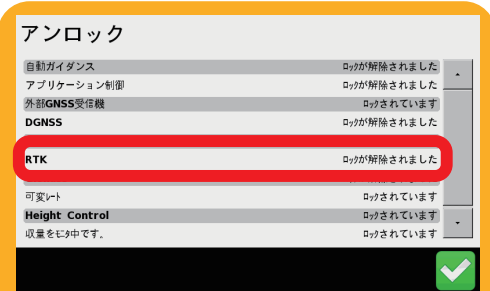 アンロック
自動ガイダンス ﾛｯｸが解除されました
アプリケーション制御 ﾛｯｸが解除されました
外部GNSS受信機 ﾛｯｸされています
DGNSS ﾛｯｸが解除されました
RTK ﾛｯｸが解除されました
可変ﾚｰﾄ ﾛｯｸされています
Height Control ﾛｯｸされています
収量をﾓﾆﾀ中です。 ﾛｯｸされています